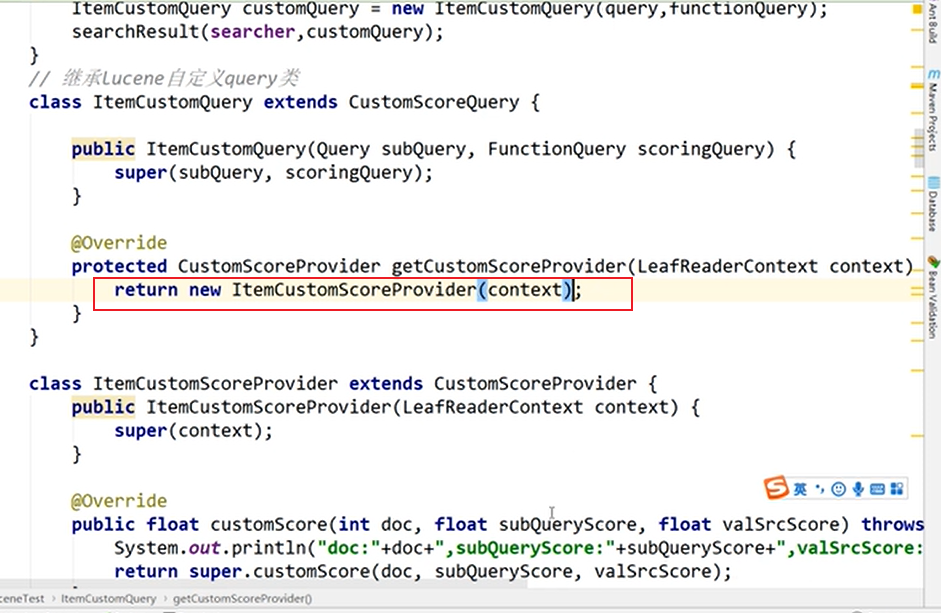 ItemCustomQuery customQuery = new ItemCustomQuery(query,functionQuery);
searchResult(searcher,customQuery);
}
// 继承Lucene自定义query类
class ItemCustomQuery extends CustomScoreQuery {
public ItemCustomQuery(Query subQuery, FunctionQuery scoringQuery) {
super(subQuery, scoringQuery);
}
@Override
protected CustomScoreProvider getCustomScoreProvider(LeafReaderContext context)
return new ItemCustomScoreProvider(context);
}
}
class ItemCustomScoreProvider extends CustomScoreProvider {
public ItemCustomScoreProvider(LeafReaderContext context) {
super(context);
}
@Override
public float customScore(int doc, float subQueryScore, float valSrcScore) throws
System.out.println("doc:"+doc+",subQueryScore:"+subQueryScore+",valSrcScore:
return super.customScore(doc, subQueryScore, valSrcScore);
ceneTest › ItemCustomQuery › getCustomScoreProvider()
Ant Build
m Maven Projects
Database
Bean Validation
S 英